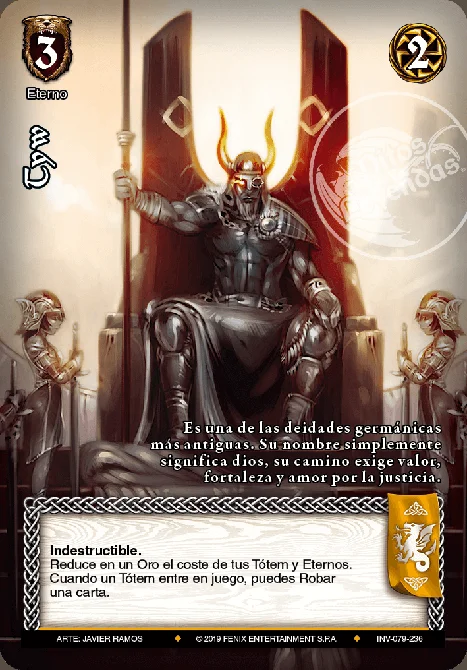 3
2
Eterno
Tyw
Es una de las deidades germánicas
más antiguas. Su nombre simplemente
significa dios, su camino exige valor,
fortaleza y amor por la justicia.
Indestructible.
Reduce en un Oro el coste de tus Tótem y Eternos.
Cuando un Tótem entre en juego, puedes Robar
una carta.
ARTE: JAVIER RAMOS ♦ © 2019 FENIX ENTERTAINMENT S.P.A. ♦ INV-079-236